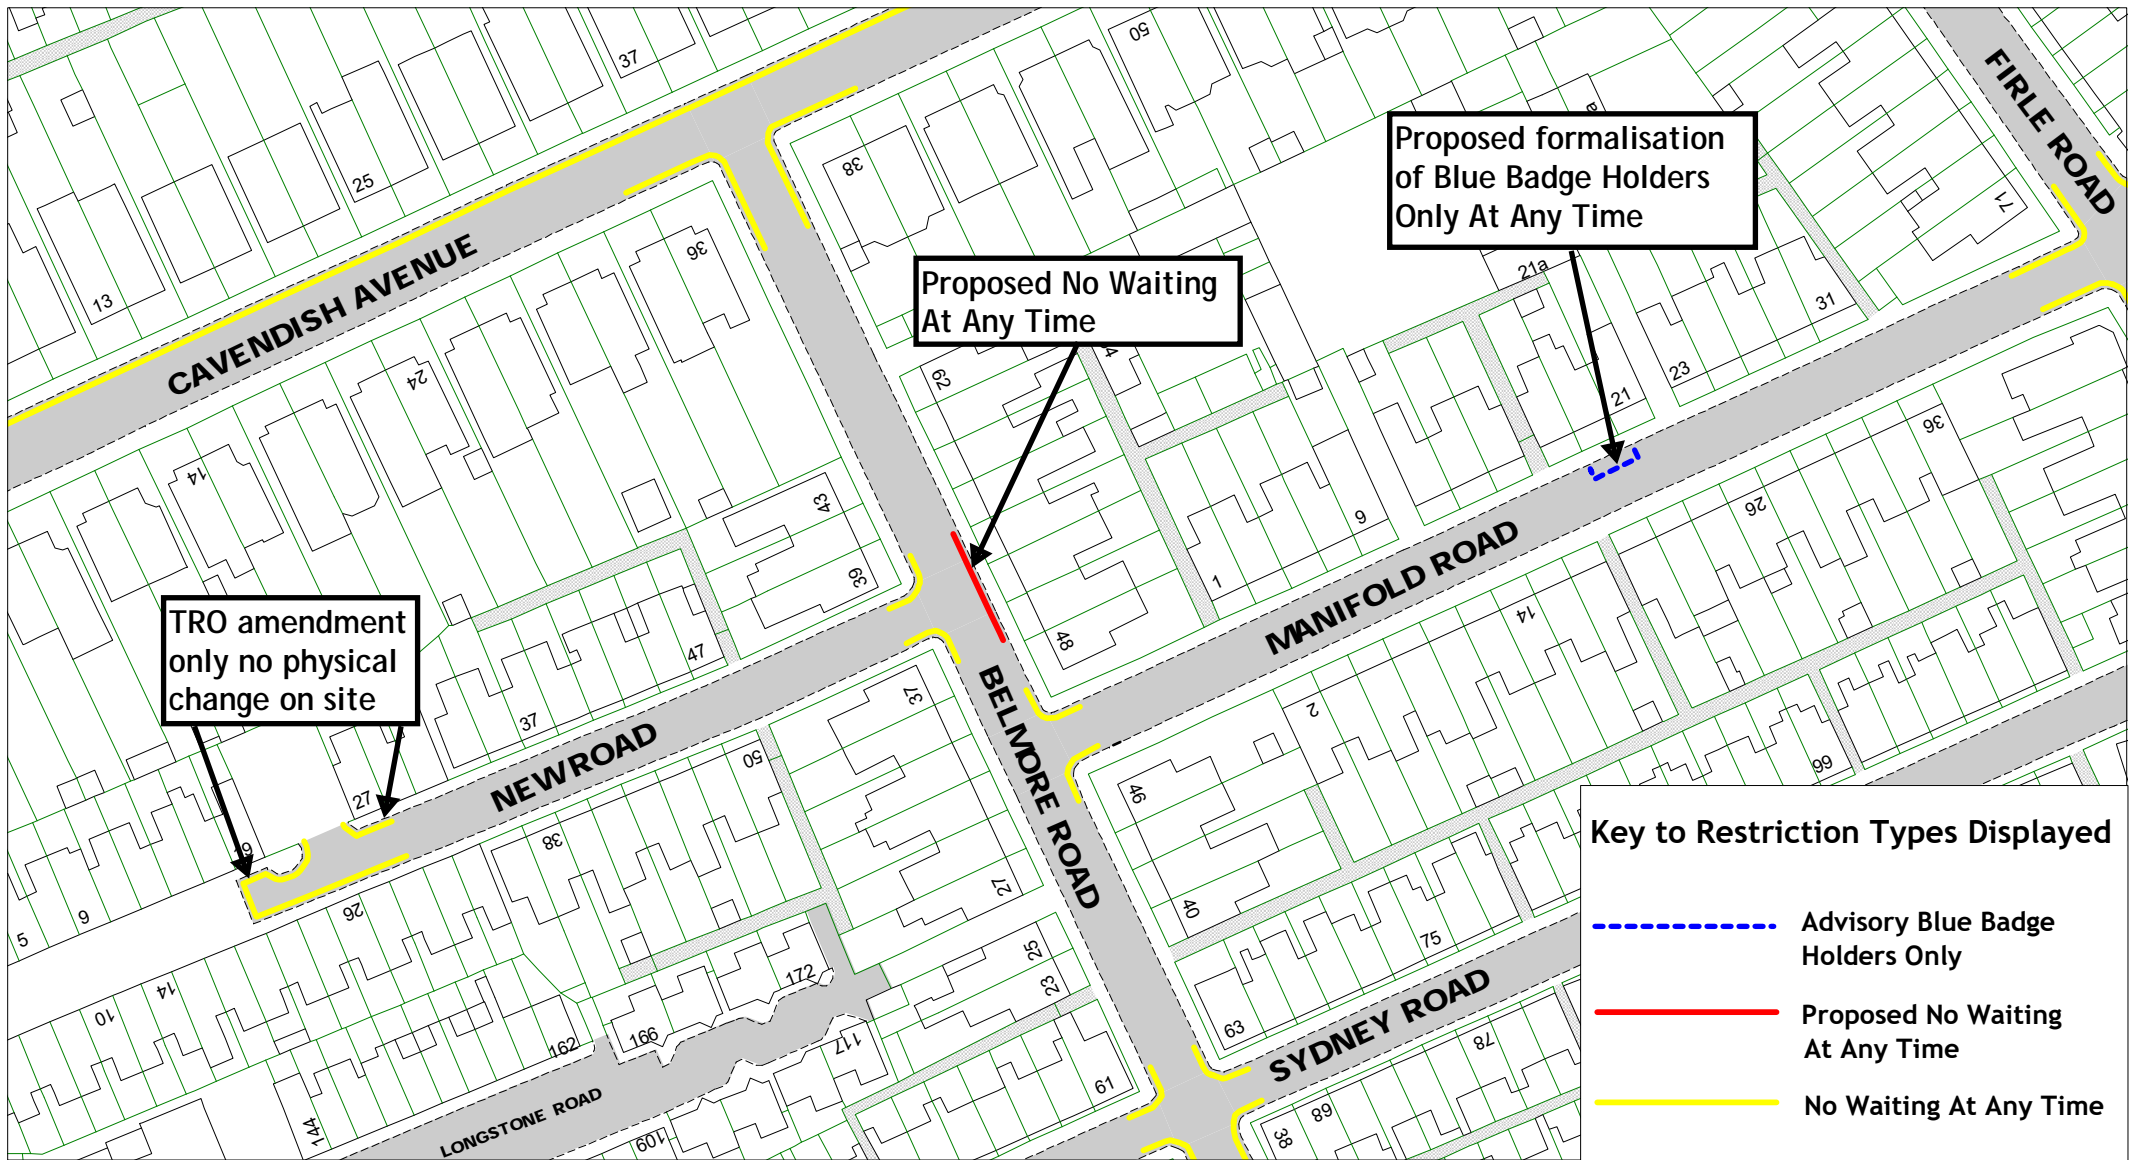 37
50
25
38
13
36
24
14
CAVENDISH AVENUE
FIRLE ROAD
71
Proposed formalisation
of Blue Badge Holders
Only At Any Time
Proposed No Waiting
At Any Time
21a
31
23
21
62
43
39
48
1
9
36
26
14
2
MANIFOLD ROAD
TRO amendment
only no physical
change on site
47
37
27
NEW ROAD
50
38
26
37
27
25
23
BELMORE ROAD
46
40
5
9
14
10
172
166
162
144
117
109
LONGSTONE ROAD
61
63
75
99
SYDNEY ROAD
78
68
38
Key to Restriction Types Displayed
Advisory Blue Badge
Holders Only
Proposed No Waiting
At Any Time
No Waiting At Any Time